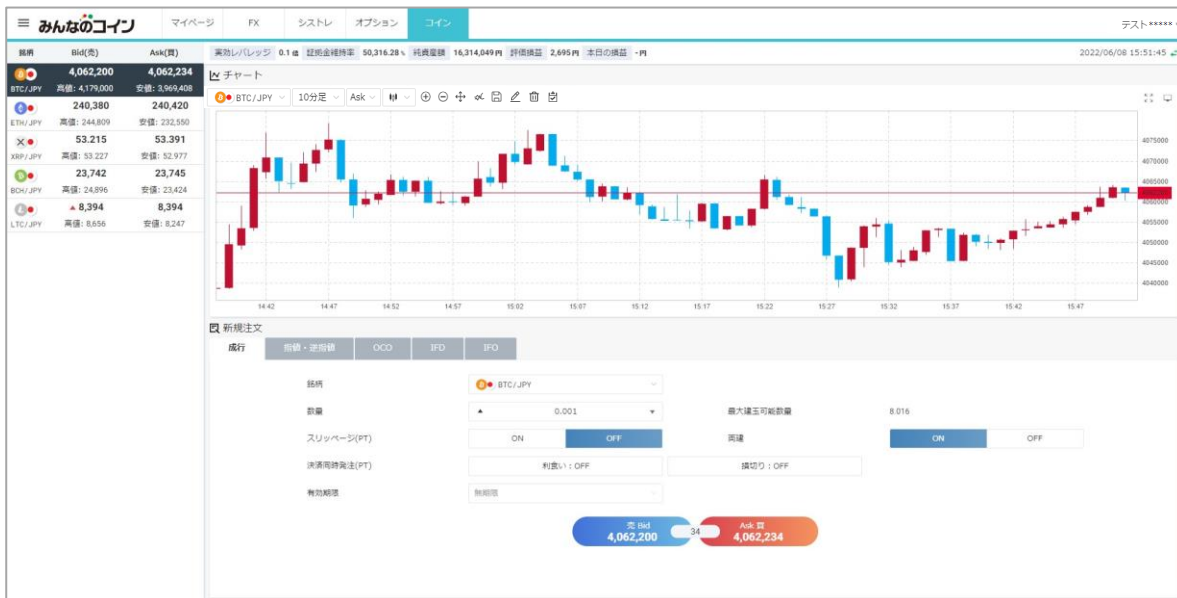 みんなのコイン マイページ FX シストレ オプション コイン テスト*****
銘柄 Bid(売) Ask(買)
4,062,200 4,062,234
BTC/JPY 高値: 4,179,000 安値: 3,969,408
240,380 240,420
ETH/JPY 高値: 244,809 安値: 232,550
53.215 53.391
XRP/JPY 高値: 53.227 安値: 52.977
23,742 23,745
BCH/JPY 高値: 24,896 安値: 23,424
▲ 8,394 8,394
LTC/JPY 高値: 8,656 安値: 8,247
実効レバレッジ 0.1 倍 証拠金維持率 50,316.28 % 純資産額 16,314,049 円 評価損益 2,695 円 本日の損益 - 円 2022/06/08 15:51:45
チャート
BTC/JPY 10分足 Ask
4075000
4070000
4065000
4060000
4055000
4050000
4045000
4040000
14:42 14:47 14:52 14:57 15:02 15:07 15:12 15:17 15:22 15:27 15:32 15:37 15:42 15:47
新規注文
成行 指値・逆指値 OCO IFD IFO
銘柄 BTC/JPY
数量 ▲ 0.001 ▼ 最大建玉可能数量 8.016
スリッページ(PT) ON OFF 両建 ON OFF
決済同時発注(PT) 利食い：OFF 損切り：OFF
有効期限 無期限
売 Bid Ask 買
4,062,200 34 4,062,234